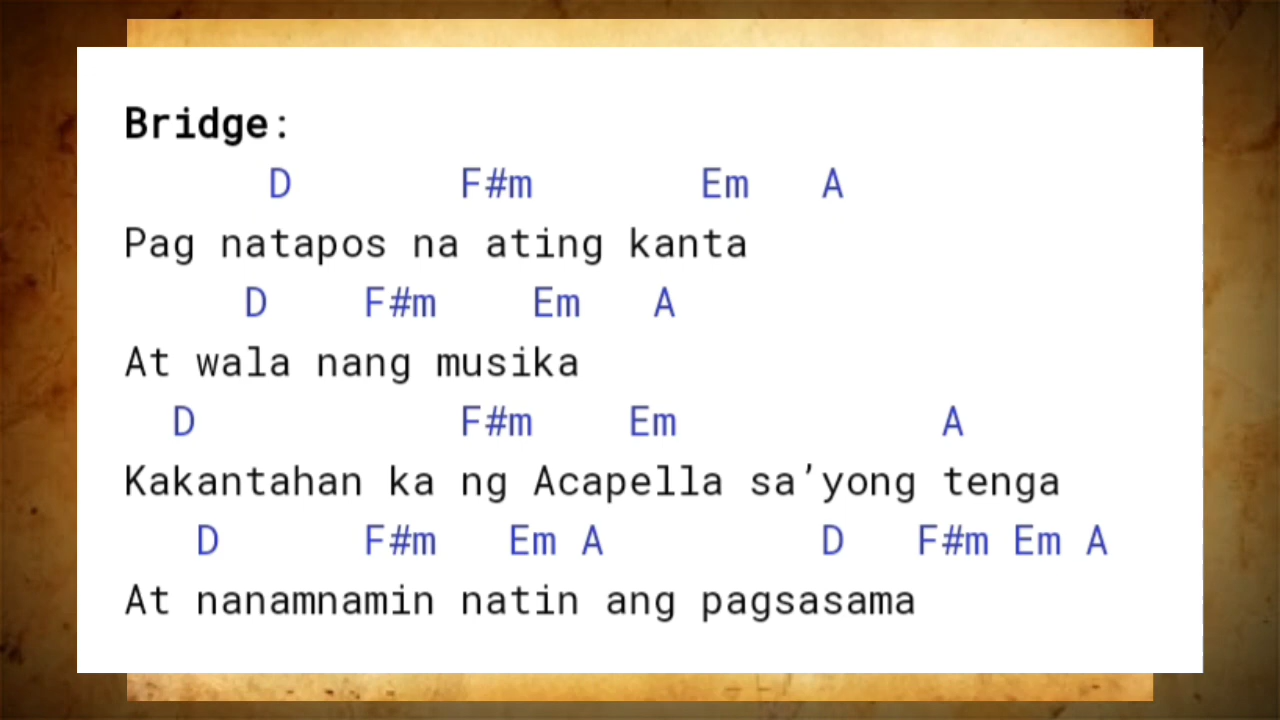 Bridge:
D F#m Em A
Pag natapos na ating kanta
D F#m Em A
At wala nang musika
D F#m Em A
Kakantahan ka ng Acapella sa’yong tenga
D F#m Em A D F#m Em A
At nanamnamin natin ang pagsasama